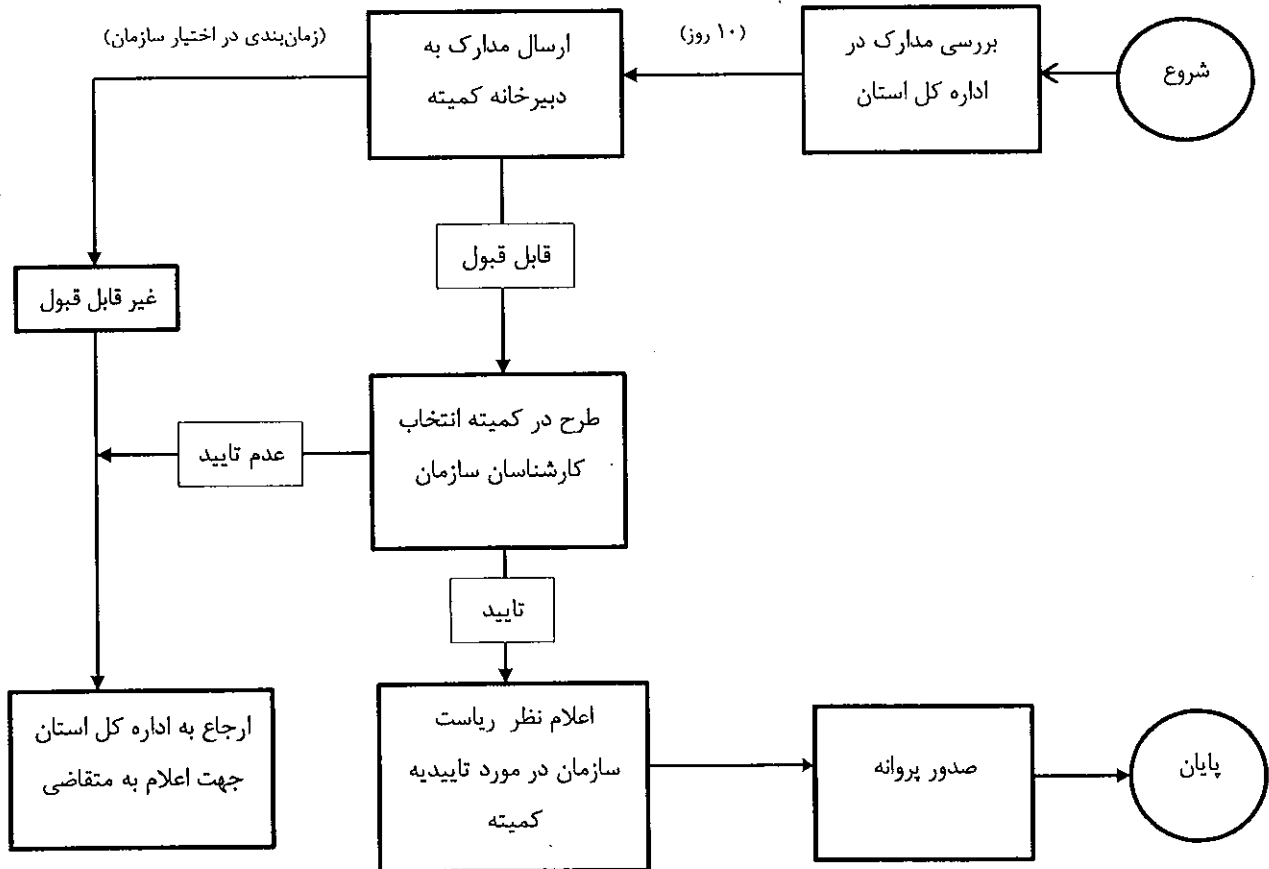 شروع
بررسی مدارک در
اداره کل استان
(۱۰ روز)
ارسال مدارک به
دبیرخانه کمیته
(زمان‌بندی در اختیار سازمان)
قابل قبول
غیر قابل قبول
طرح در کمیته انتخاب
کارشناسان سازمان
عدم تایید
تایید
ارجاع به اداره کل استان
جهت اعلام به متقاضی
اعلام نظر ریاست
سازمان در مورد تاییدیه
کمیته
صدور پروانه
پایان